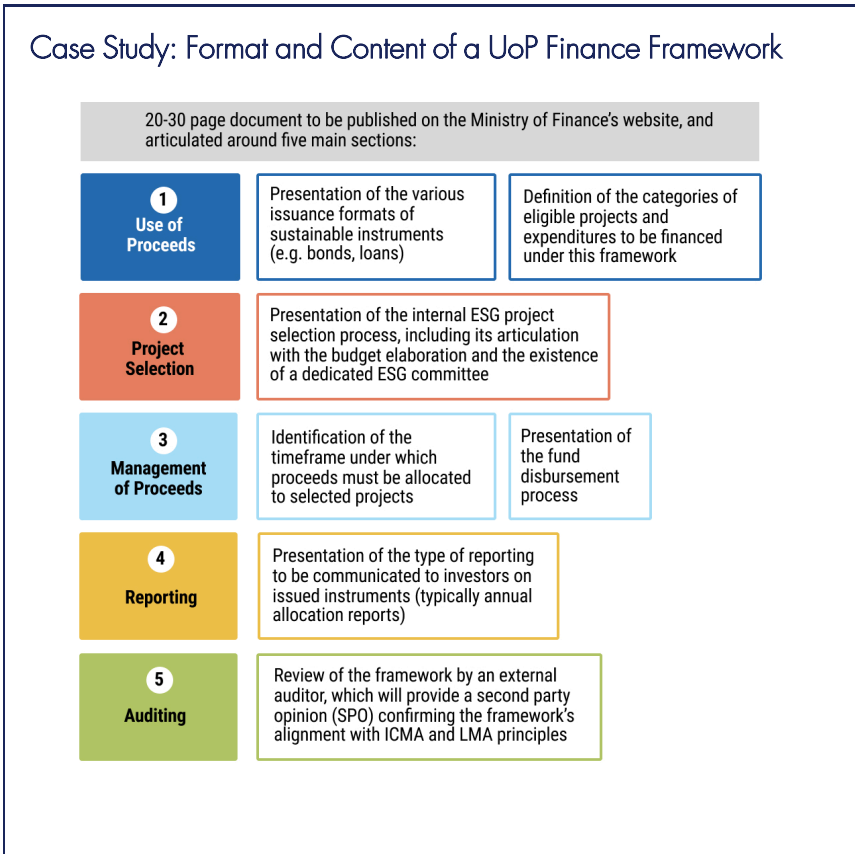 Case Study: Format and Content of a UoP Finance Framework
20-30 page document to be published on the Ministry of Finance's website, and
articulated around five main sections:
1
Use of
Proceeds
Presentation of the various
issuance formats of
sustainable instruments
(e.g. bonds, loans)
Definition of the categories of
eligible projects and
expenditures to be financed
under this framework
2
Project
Selection
Presentation of the internal ESG project
selection process, including its articulation
with the budget elaboration and the existence
of a dedicated ESG committee
3
Management
of Proceeds
Identification of the
timeframe under which
proceeds must be allocated
to selected projects
Presentation of
the fund
disbursement
process
4
Reporting
Presentation of the type of reporting
to be communicated to investors on
issued instruments (typically annual
allocation reports)
5
Auditing
Review of the framework by an external
auditor, which will provide a second party
opinion (SPO) confirming the framework's
alignment with ICMA and LMA principles